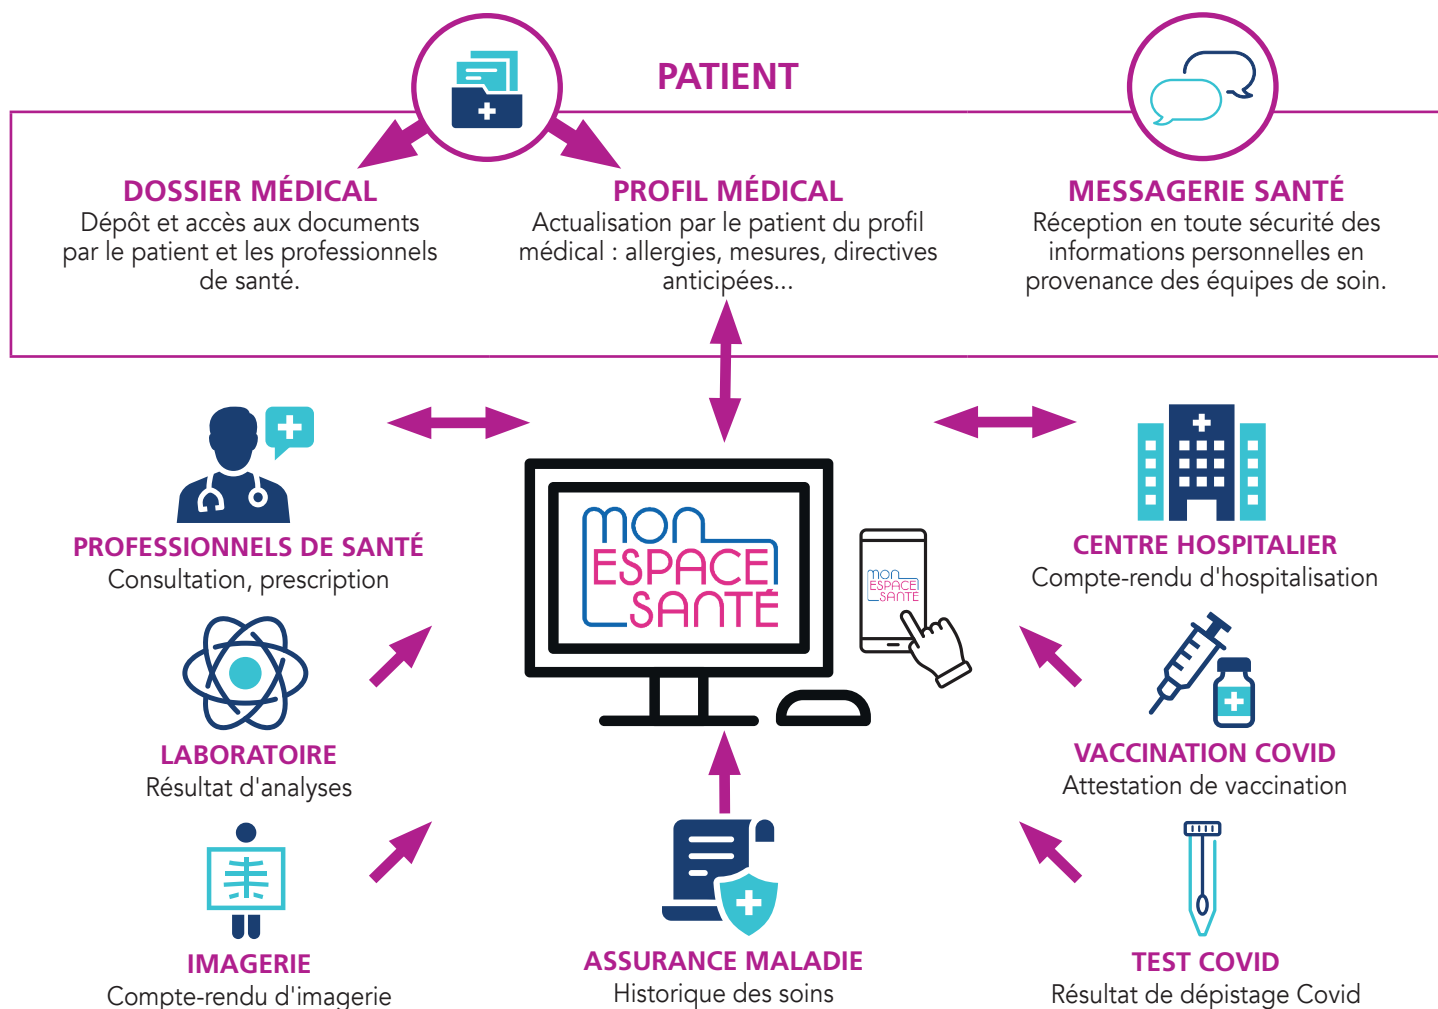 PATIENT
DOSSIER MÉDICAL
Dépôt et accès aux documents
par le patient et les professionnels
de santé.
PROFIL MÉDICAL
Actualisation par le patient du profil
médical : allergies, mesures, directives
anticipées...
MESSAGERIE SANTÉ
Réception en toute sécurité des
informations personnelles en
provenance des équipes de soin.
PROFESSIONNELS DE SANTÉ
Consultation, prescription
mon
ESPACE
SANTÉ
mon
ESPACE
SANTÉ
CENTRE HOSPITALIER
Compte-rendu d'hospitalisation
LABORATOIRE
Résultat d'analyses
VACCINATION COVID
Attestation de vaccination
IMAGERIE
Compte-rendu d'imagerie
ASSURANCE MALADIE
Historique des soins
TEST COVID
Résultat de dépistage Covid